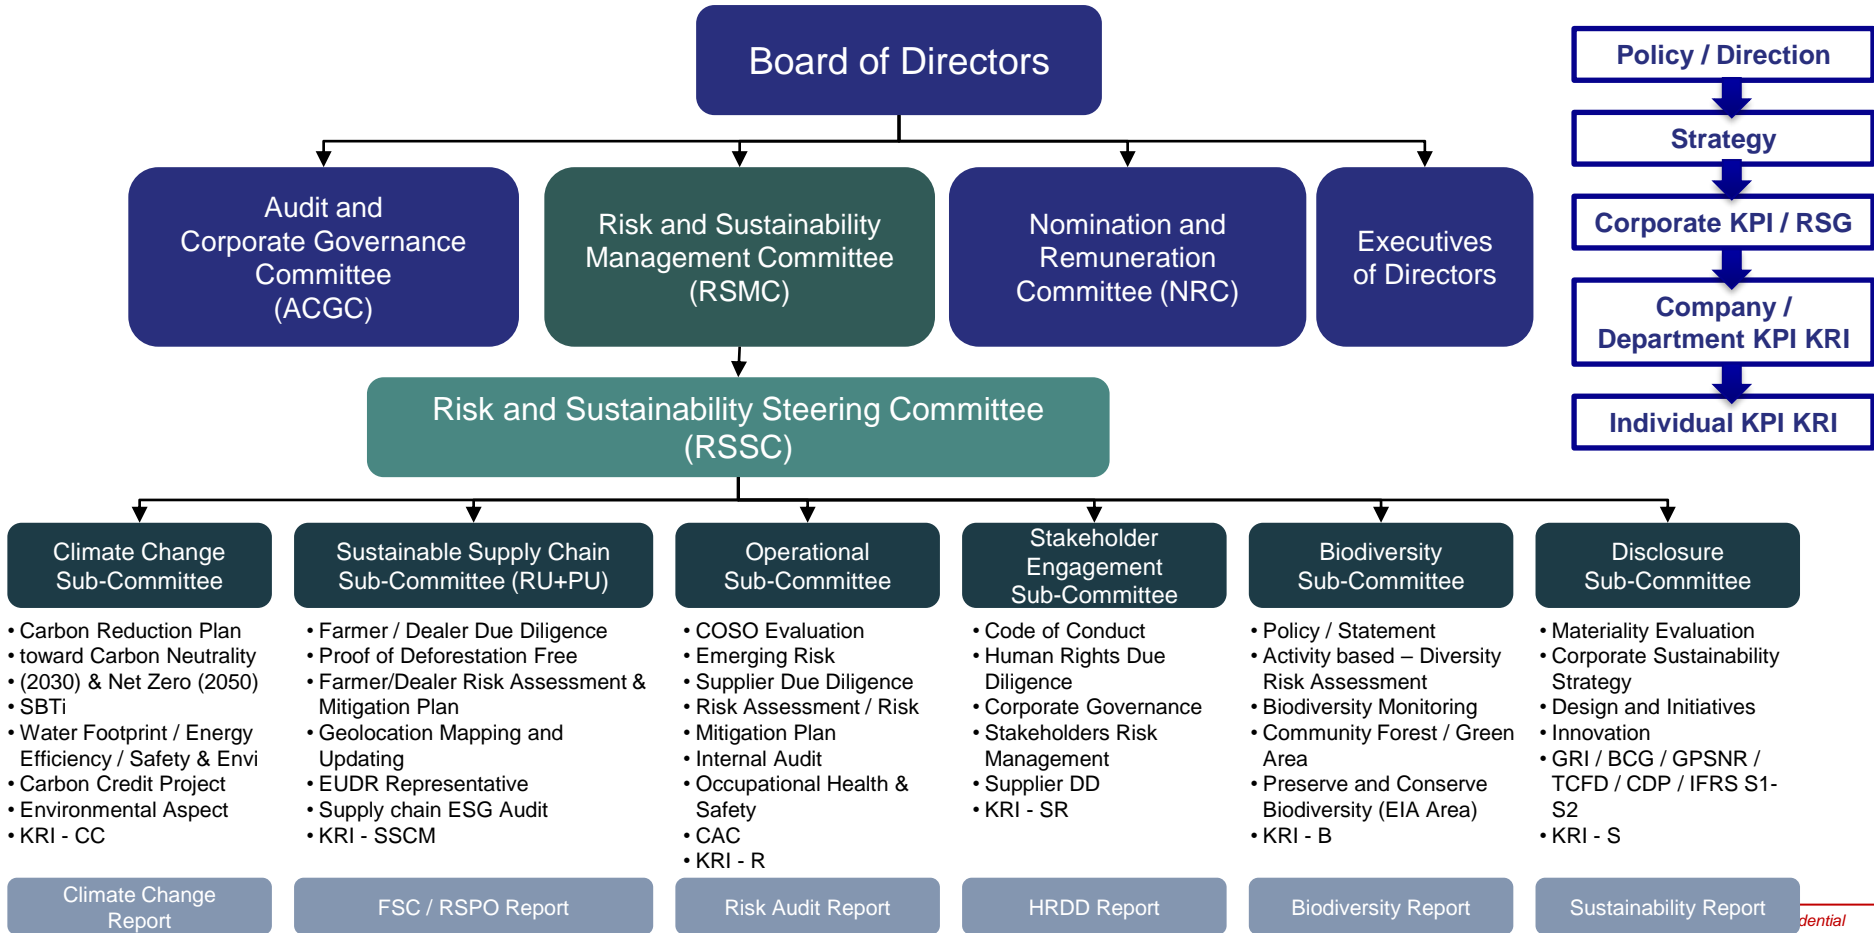 Board of Directors
Audit and
Corporate Governance
Committee
(ACGC)
Risk and Sustainability
Management Committee
(RSMC)
Nomination and
Remuneration
Committee (NRC)
Executives
of Directors
Risk and Sustainability Steering Committee
(RSSC)
Policy / Direction
Strategy
Corporate KPI / RSG
Company /
Department KPI KRI
Individual KPI KRI
Climate Change
Sub-Committee
• Carbon Reduction Plan
• toward Carbon Neutrality
• (2030) & Net Zero (2050)
• SBTi
• Water Footprint / Energy
Efficiency / Safety & Envi
• Carbon Credit Project
• Environmental Aspect
• KRI - CC
Climate Change
Report
Sustainable Supply Chain
Sub-Committee (RU+PU)
• Farmer / Dealer Due Diligence
• Proof of Deforestation Free
• Farmer/Dealer Risk Assessment &
Mitigation Plan
• Geolocation Mapping and
Updating
• EUDR Representative
• Supply chain ESG Audit
• KRI - SSCM
FSC / RSPO Report
Operational
Sub-Committee
• COSO Evaluation
• Emerging Risk
• Supplier Due Diligence
• Risk Assessment / Risk
• Mitigation Plan
• Internal Audit
• Occupational Health &
Safety
• CAC
• KRI - R
Risk Audit Report
Stakeholder
Engagement
Sub-Committee
• Code of Conduct
• Human Rights Due
Diligence
• Corporate Governance
• Stakeholders Risk
Management
• Supplier DD
• KRI - SR
HRDD Report
Biodiversity
Sub-Committee
• Policy / Statement
• Activity based – Diversity
Risk Assessment
• Biodiversity Monitoring
• Community Forest / Green
Area
• Preserve and Conserve
Biodiversity (EIA Area)
• KRI - B
Biodiversity Report
Disclosure
Sub-Committee
• Materiality Evaluation
• Corporate Sustainability
Strategy
• Design and Initiatives
• Innovation
• GRI / BCG / GPSNR /
TCFD / CDP / IFRS S1-
S2
• KRI - S
Sustainability Report